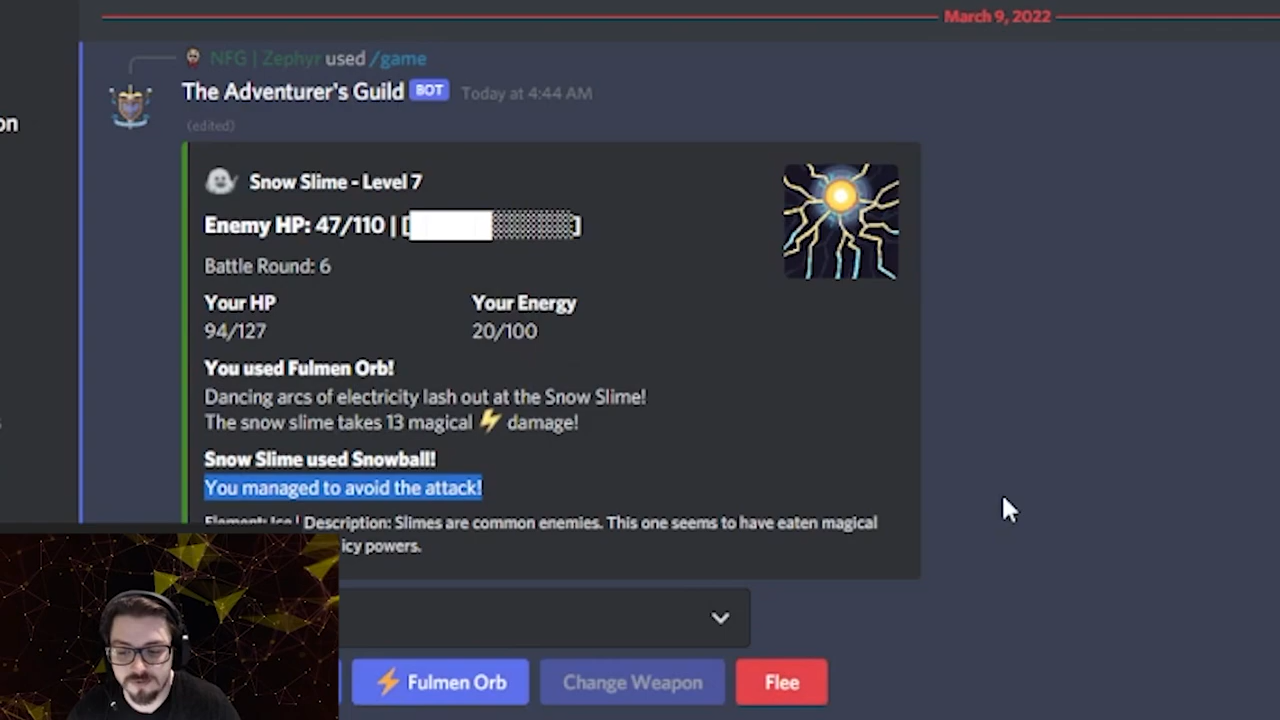 March 9, 2022
NFG | Zephyr used /game
The Adventurer's Guild BOT Today at 4:44 AM
(edited)
on
Snow Slime - Level 7
Enemy HP: 47/110 | [ ]
Battle Round: 6
Your HP Your Energy
94/127 20/100
You used Fulmen Orb!
Dancing arcs of electricity lash out at the Snow Slime!
The snow slime takes 13 magical ⚡ damage!
Snow Slime used Snowball!
You managed to avoid the attack!
Element: Ice | Description: Slimes are common enemies. This one seems to have eaten magical
icy powers.
⚡ Fulmen Orb Change Weapon Flee